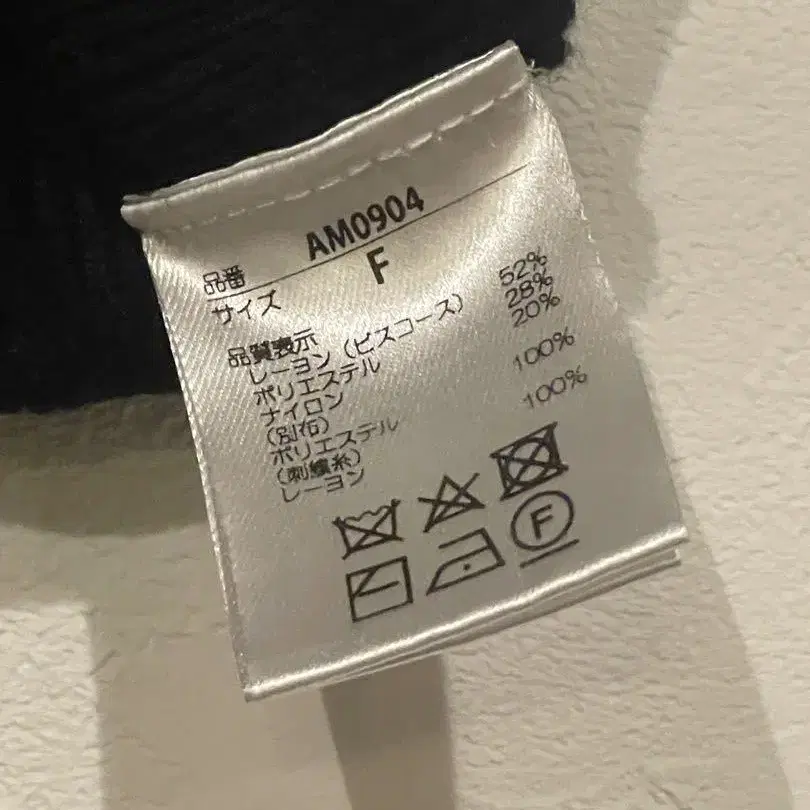 品番 AM0904
サイズ F
品質表示
レーヨン(ビスコース) 52%
ポリエステル 28%
ナイロン 20%
(別布)
ポリエステル 100%
(刺繍糸)
レーヨン 100%
F